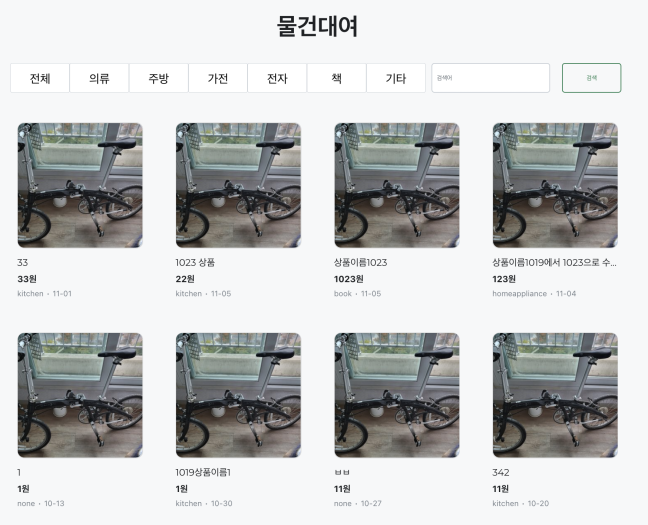 물건대여
전체 의류 주방 가전 전자 책 기타 검색어 검색
33
33원
kitchen • 11-01
1023 상품
22원
kitchen • 11-05
상품이름1023
1023원
book • 11-05
상품이름1019에서 1023으로 수...
123원
homeappliance • 11-04
1
1원
none • 10-13
1019상품이름1
1원
kitchen • 10-30
ㅂㅂ
11원
none • 10-27
342
11원
kitchen • 10-20